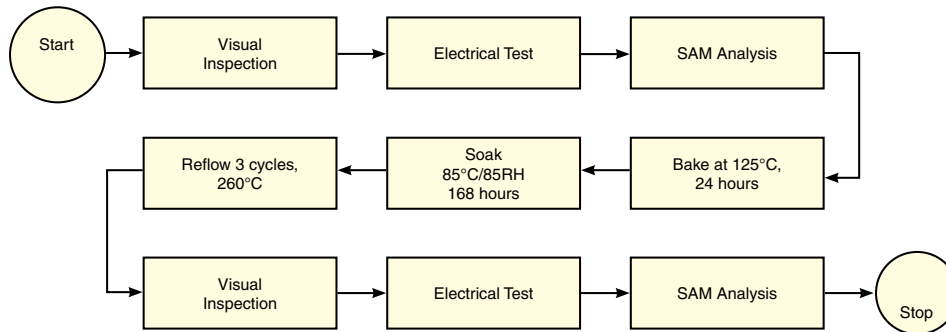 Start
Visual
Inspection
Electrical Test
SAM Analysis
Bake at 125°C,
24 hours
Soak
85°C/85RH
168 hours
Reflow 3 cycles,
260°C
Visual
Inspection
Electrical Test
SAM Analysis
Stop